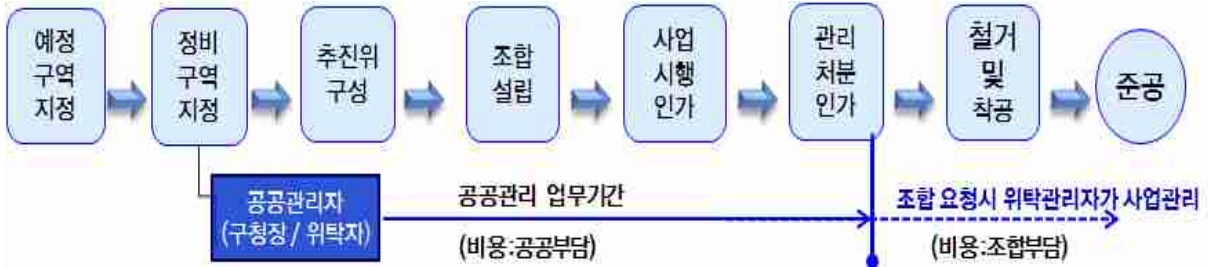 예정
구역
지정
정비
구역
지정
추진위
구성
조합
설립
사업
시행
인가
관리
처분
인가
철거
및
착공
준공
공공관리자
(구청장 / 위탁자)
공공관리 업무기간
(비용:공공부담)
조합 요청시 위탁관리자가 사업관리
(비용:조합부담)